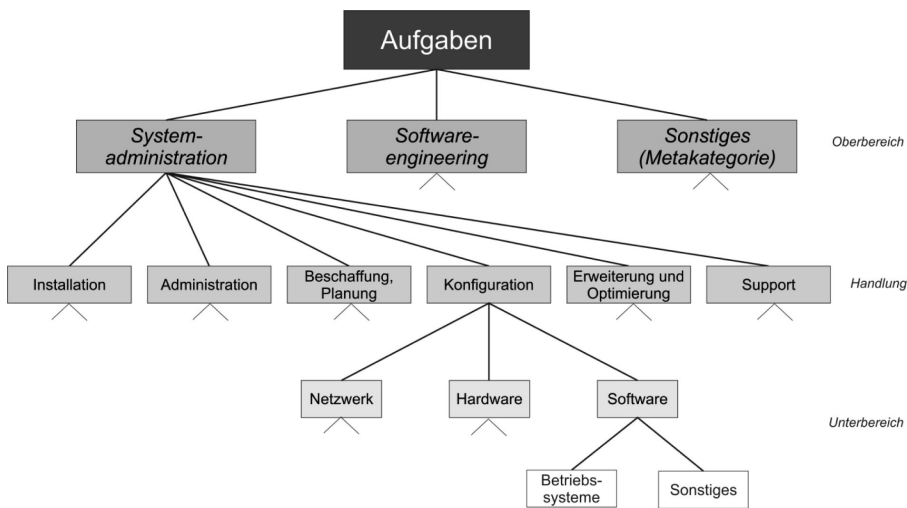 Aufgaben
System-
administration
Software-
engineering
Sonstiges
(Metakategorie)
Oberbereich
Installation
Administration
Beschaffung,
Planung
Konfiguration
Erweiterung und
Optimierung
Support
Handlung
Netzwerk
Hardware
Software
Unterbereich
Betriebs-
systeme
Sonstiges